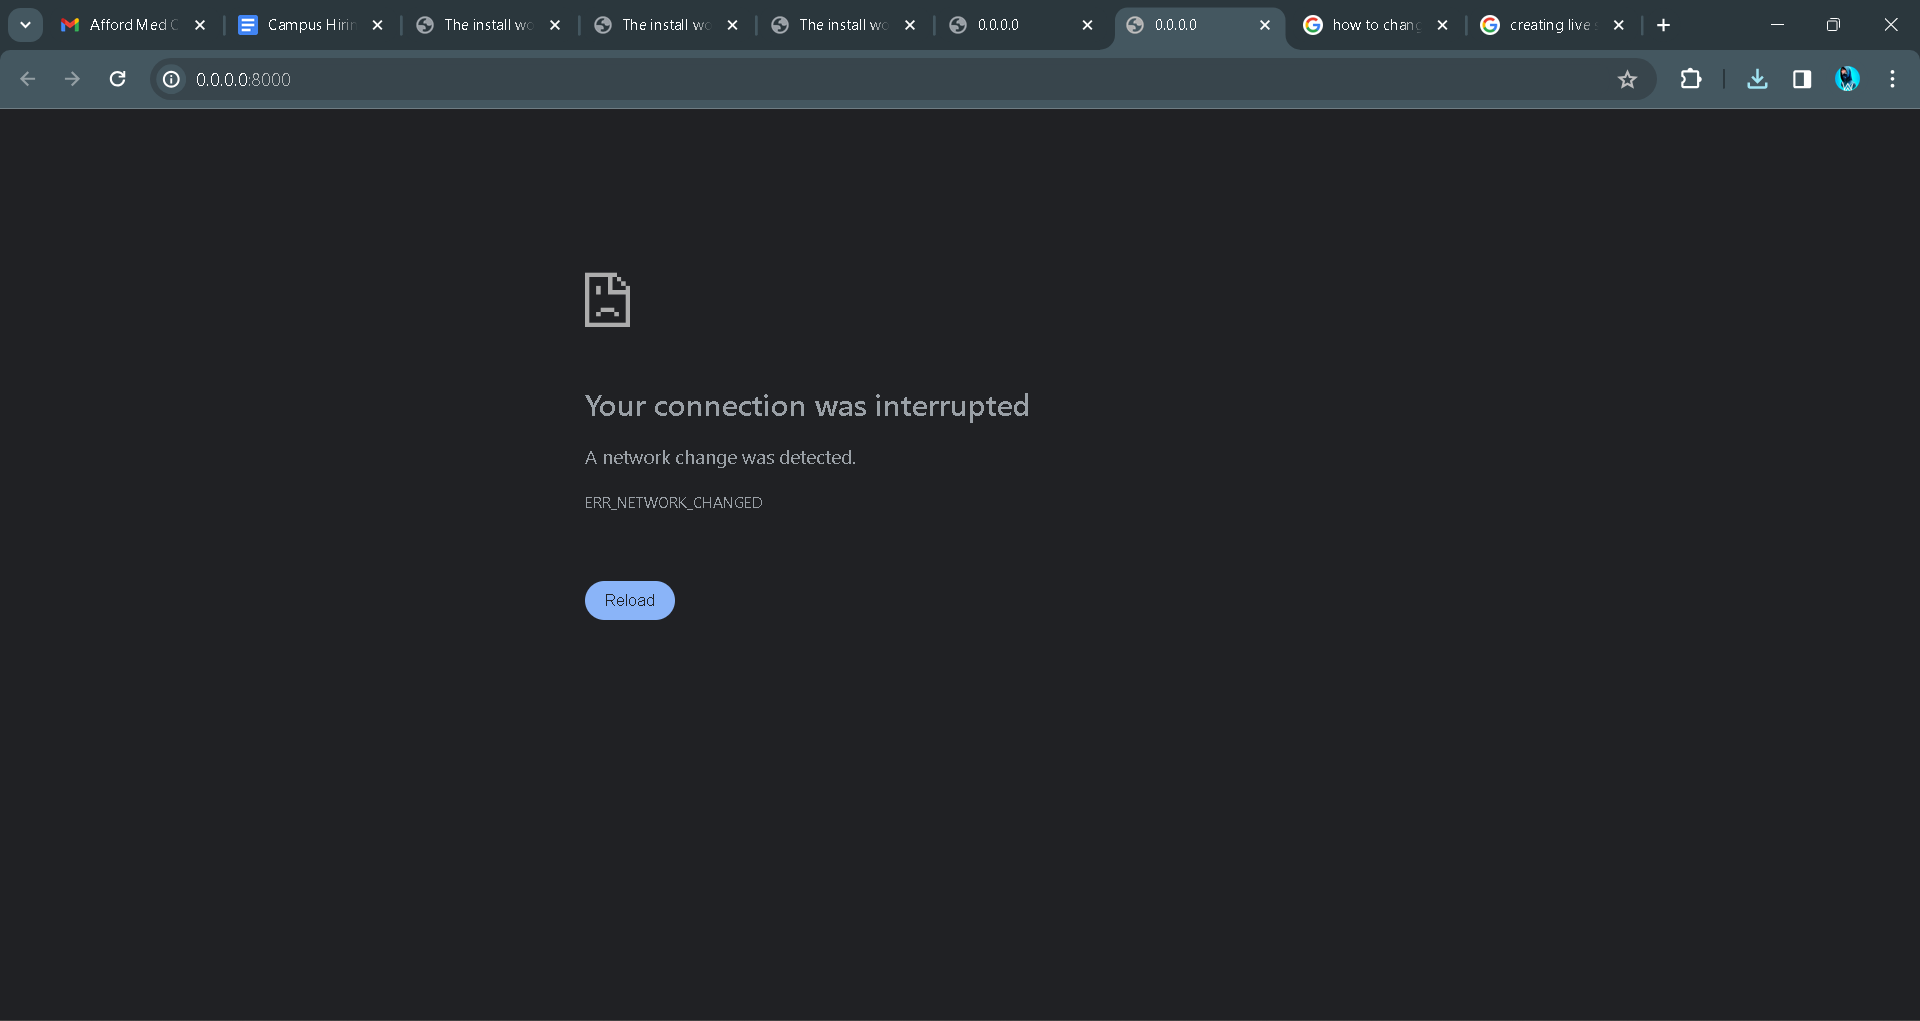 Afford Med C
Campus Hirin
The install wo
The install wo
The install wo
0.0.0.0
0.0.0.0
how to chang
creating live
0.0.0.0:8000
Your connection was interrupted
A network change was detected.
ERR_NETWORK_CHANGED
Reload